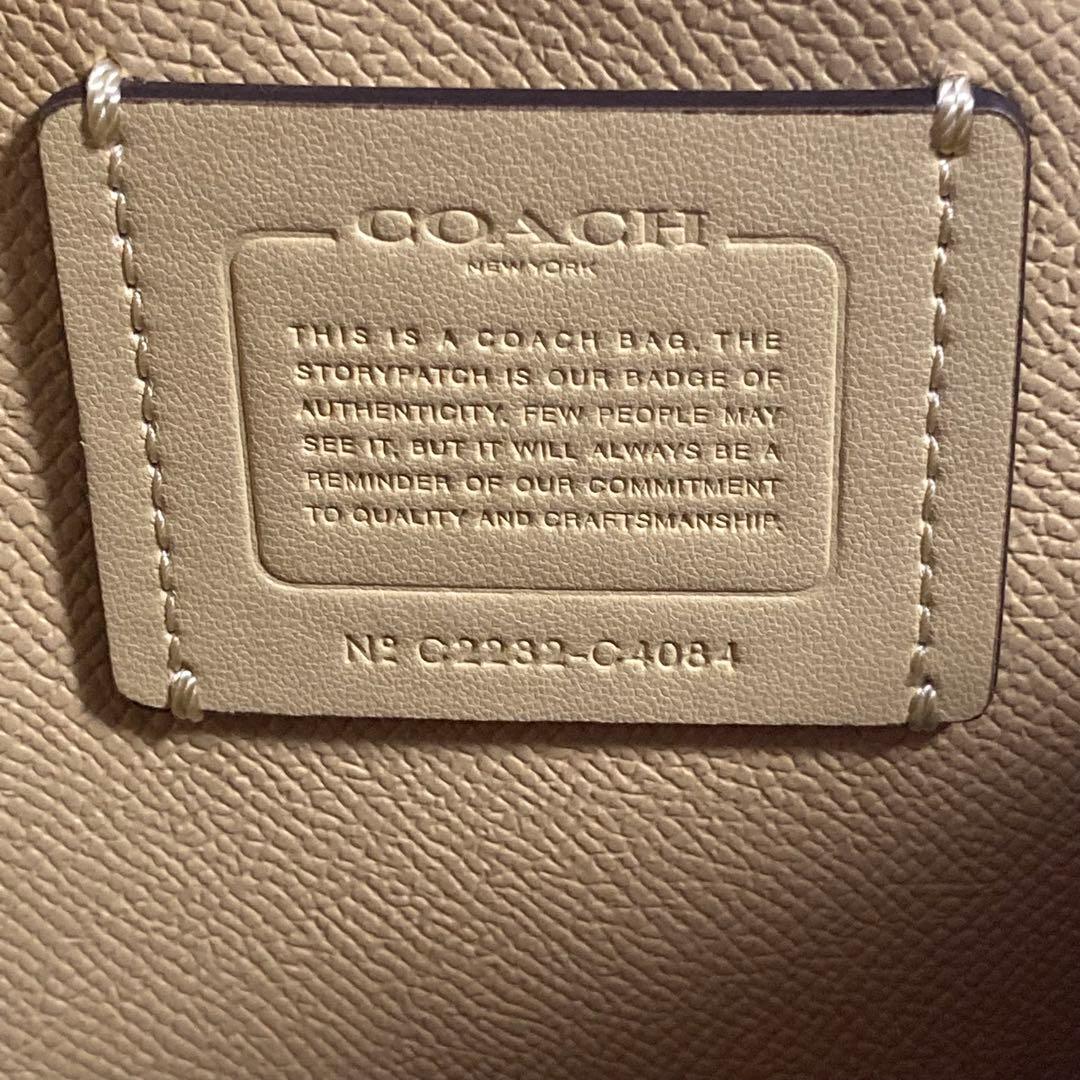 COACH
NEW YORK
THIS IS A COACH BAG. THE
STORYPATCH IS OUR BADGE OF
AUTHENTICITY. FEW PEOPLE MAY
SEE IT, BUT IT WILL ALWAYS BE A
REMINDER OF OUR COMMITMENT
TO QUALITY AND CRAFTSMANSHIP.
Nº C2232-C4084